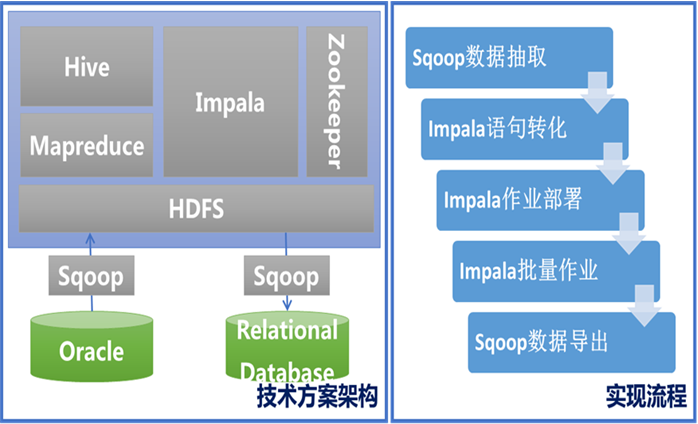 Hive
Impala
Zookeeper
Mapreduce
HDFS
Sqoop
Sqoop
Oracle
Relational
Database
技术方案架构
Sqoop数据抽取
Impala语句转化
Impala作业部署
Impala批量作业
Sqoop数据导出
实现流程